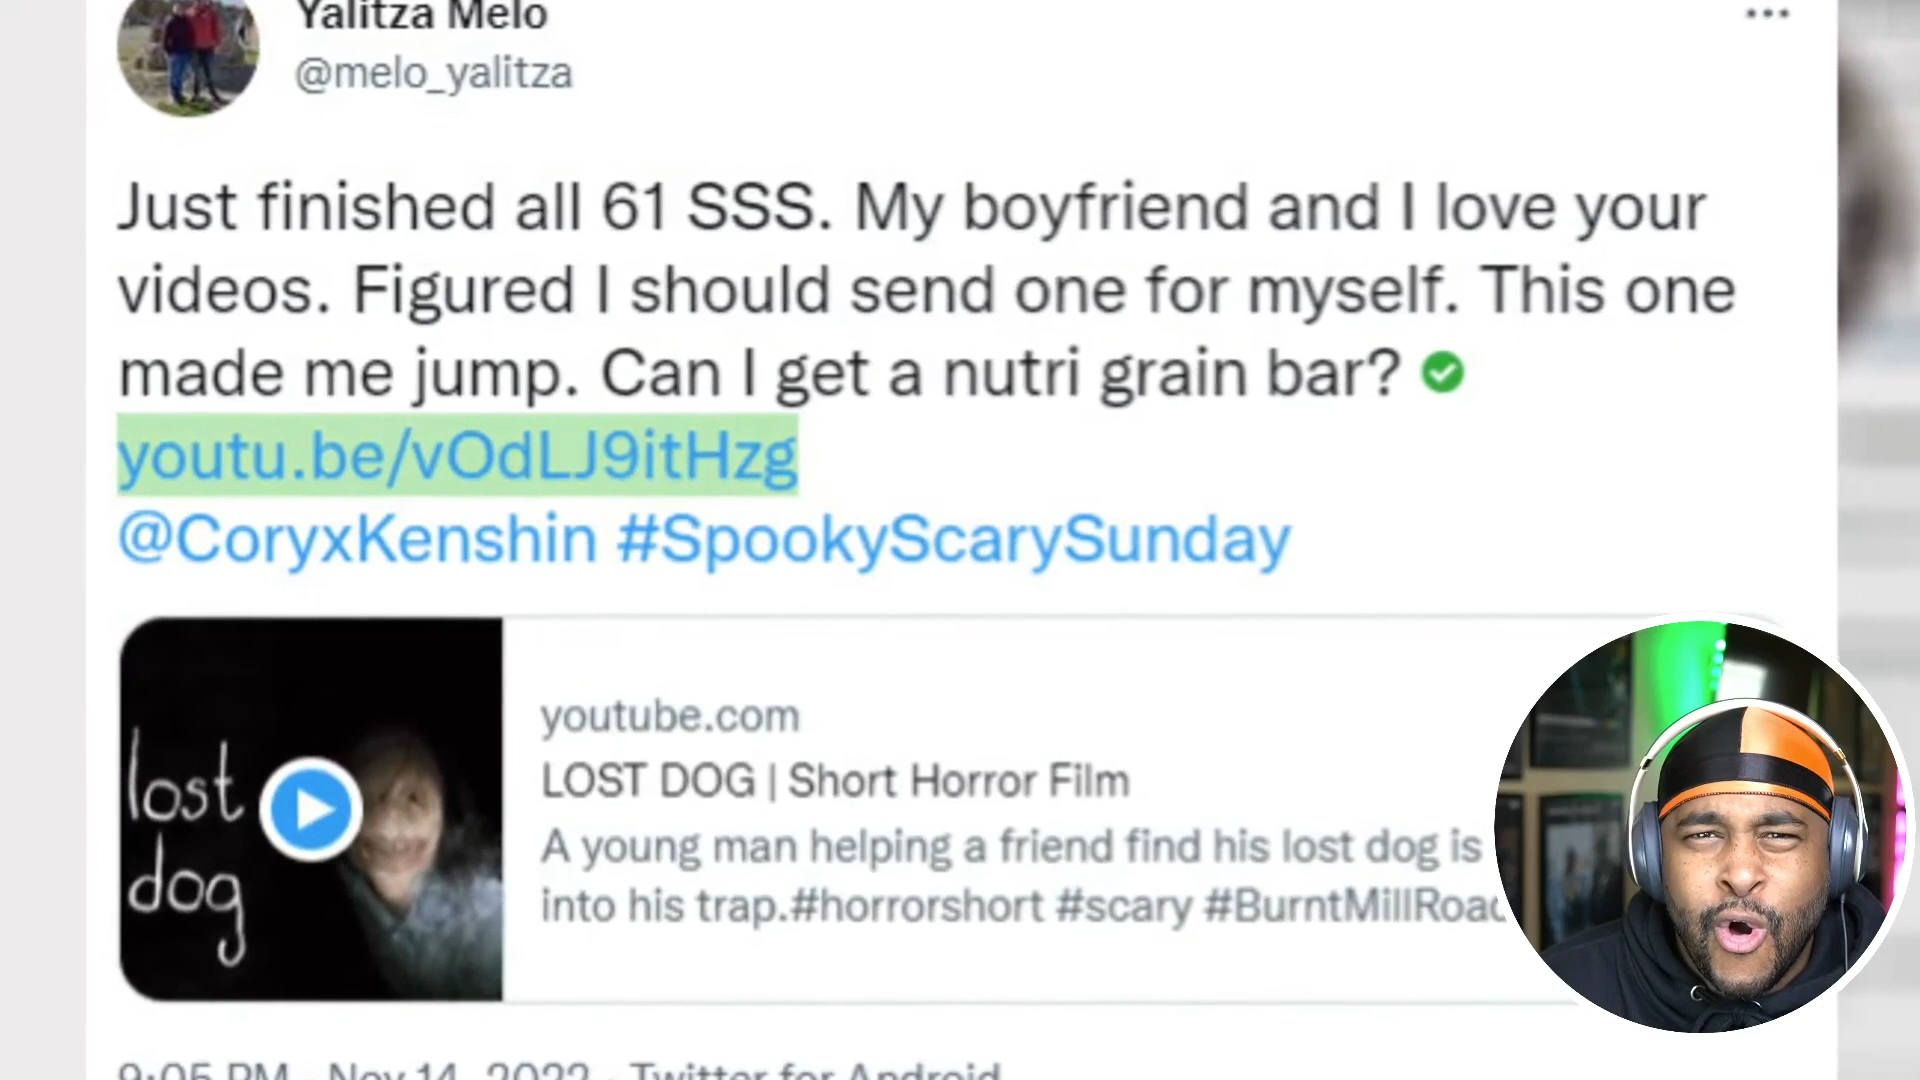 Yalitza Melo
@melo_yalitza
Just finished all 61 SSS. My boyfriend and I love your
videos. Figured I should send one for myself. This one
made me jump. Can I get a nutri grain bar?
youtu.be/vOdLJ9itHzg
@CoryxKenshin #SpookyScarySunday
lost
dog
youtube.com
LOST DOG | Short Horror Film
A young man helping a friend find his lost dog is
into his trap.#horrorshort #scary #BurntMillRoad
9:05 PM · Nov 14, 2022 · Twitter for Android